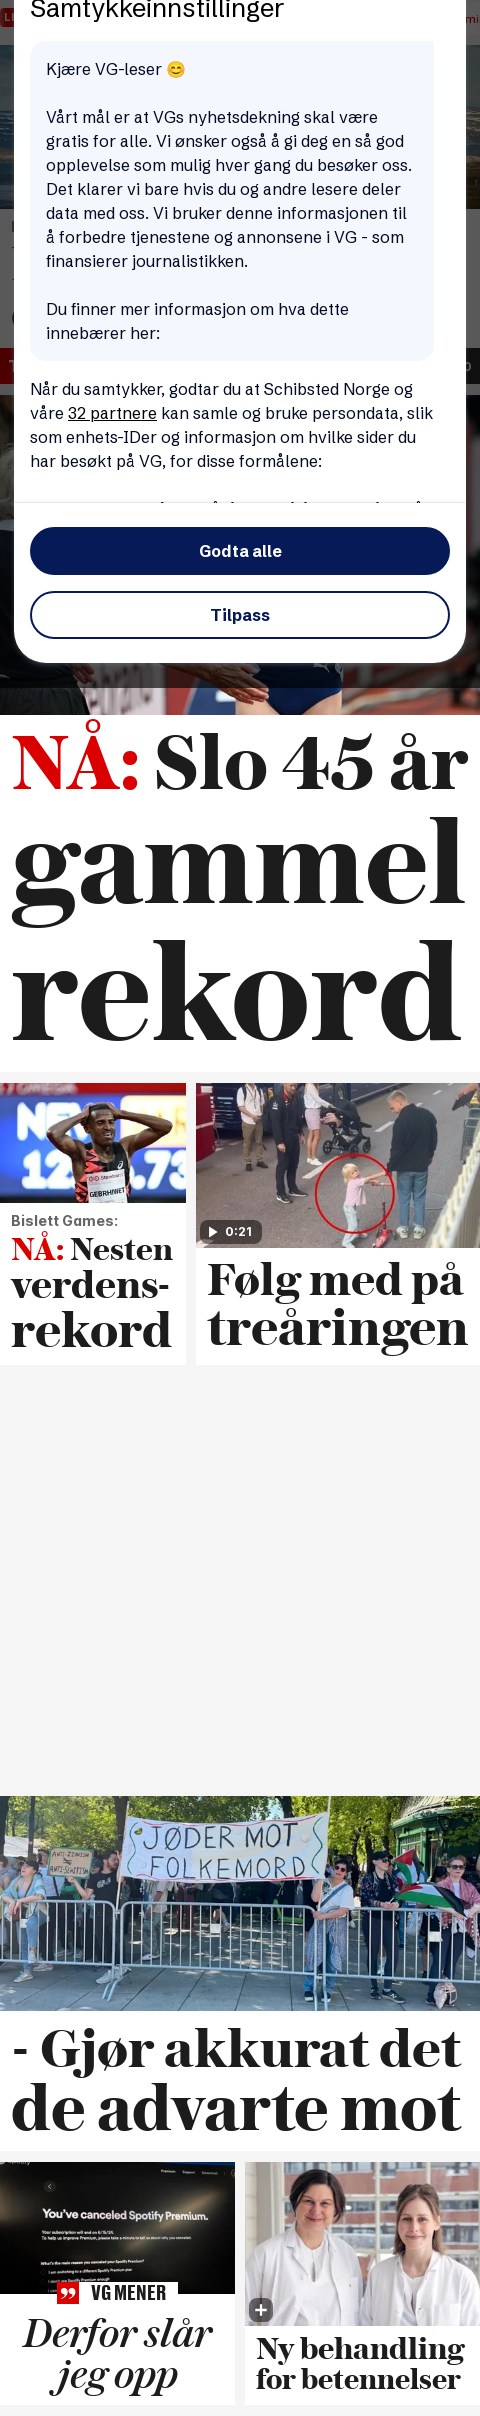 Samtykkeinnstillinger
Kjære VG-leser 😊
Vårt mål er at VGs nyhetsdekning skal være
gratis for alle. Vi ønsker også å gi deg en så god
opplevelse som mulig hver gang du besøker oss.
Det klarer vi bare hvis du og andre lesere deler
data med oss. Vi bruker denne informasjonen til
å forbedre tjenestene og annonsene i VG - som
finansierer journalistikken.
Du finner mer informasjon om hva dette
innebærer her:
Når du samtykker, godtar du at Schibsted Norge og
våre 32 partnere kan samle og bruke persondata, slik
som enhets-IDer og informasjon om hvilke sider du
har besøkt på VG, for disse formålene:
Godta alle
Tilpass
NÅ: Slo 45 år
gammel
rekord
GEBRHIWET
Bislett Games:
NÅ: Nesten
verdens-
rekord
0:21
Følg med på
treåringen
JØDER MOT
FOLKEMORD
ANTI-ZIONISM
- Gjør akkurat det
de advarte mot
You've canceled Spotify Premium.
VG MENER
Derfor slår
jeg opp
Ny behandling
for betennelser